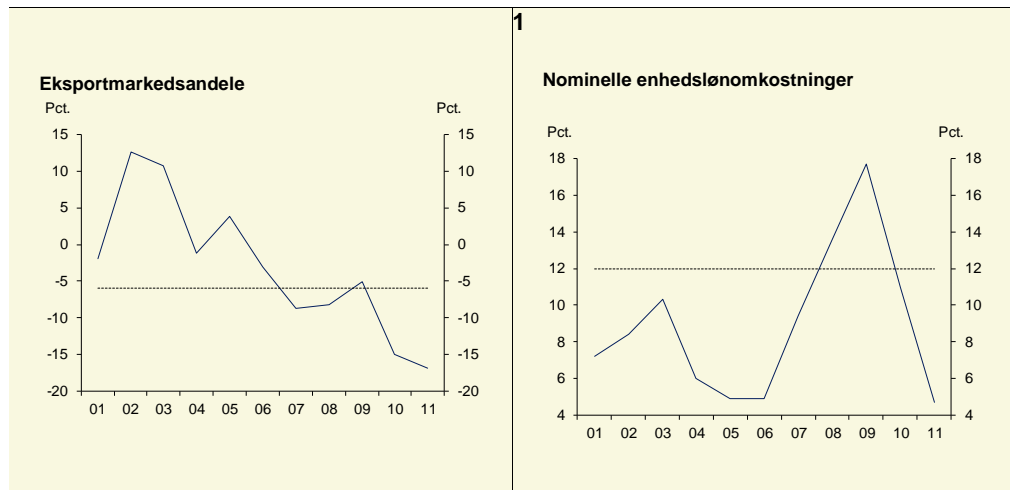 1
Eksportmarkedsandele
Pct. Pct.
15 15
10 10
5 5
0 0
-5 -5
-10 -10
-15 -15
-20 -20
01 02 03 04 05 06 07 08 09 10 11
Nominelle enhedslønomkostninger
Pct. Pct.
18 18
16 16
14 14
12 12
10 10
8 8
6 6
4 4
01 02 03 04 05 06 07 08 09 10 11